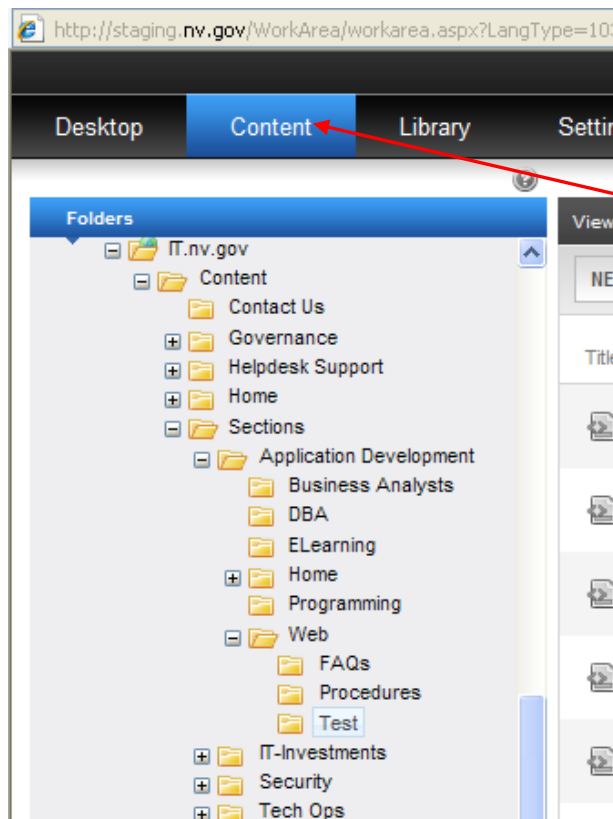 http://staging.nv.gov/WorkArea/workarea.aspx?LangType=10
Desktop Content Library Settin
Folders
View
IT.nv.gov
NE
Content
Contact Us
Governance
Title
Helpdesk Support
Home
Sections
Application Development
Business Analysts
DBA
ELearning
Home
Programming
Web
FAQs
Procedures
Test
IT-Investments
Security
Tech Ops